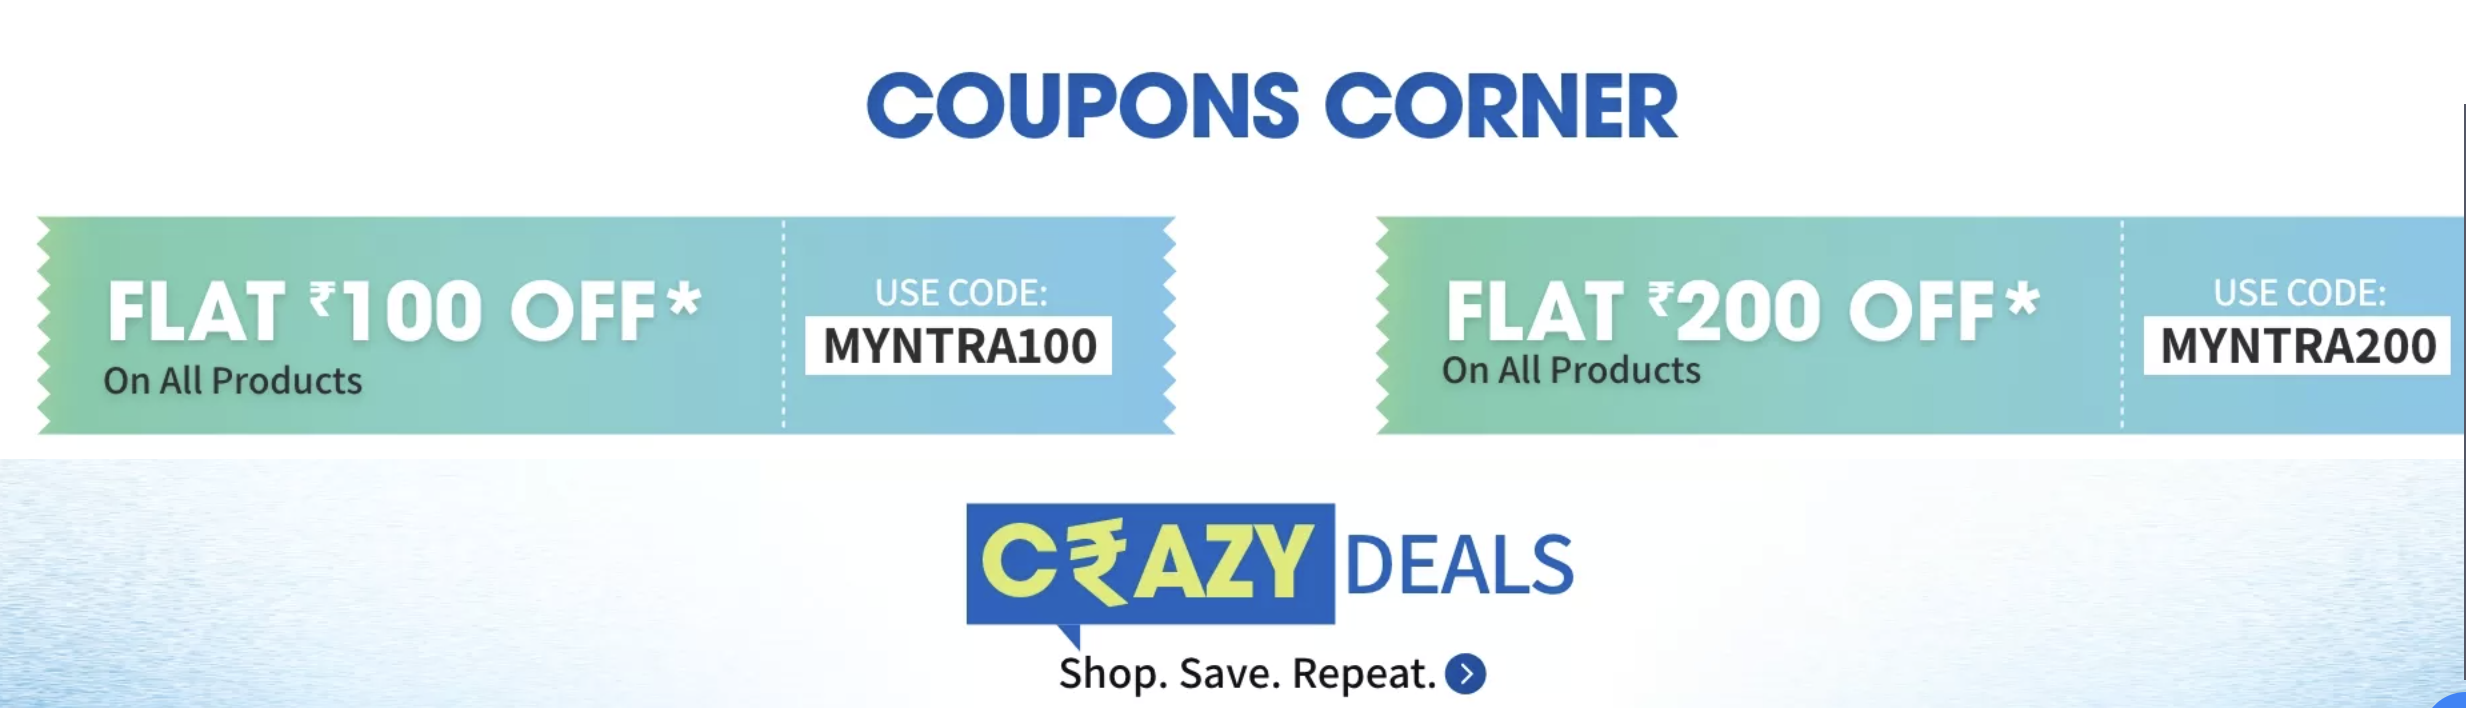 COUPONS CORNER
FLAT ₹100 OFF*
On All Products
USE CODE:
MYNTRA100
FLAT ₹200 OFF*
On All Products
USE CODE:
MYNTRA200
C₹AZY DEALS
Shop. Save. Repeat.